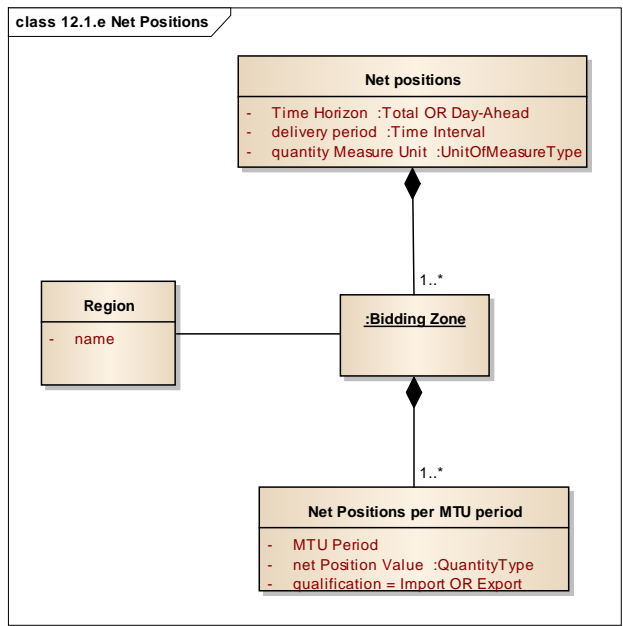 class 12.1.e Net Positions
Net positions
- Time Horizon :Total OR Day-Ahead
- delivery period :Time Interval
- quantity Measure Unit :UnitOfMeasureType
1..*
Region
- name
:Bidding Zone
1..*
Net Positions per MTU period
- MTU Period
- net Position Value :QuantityType
- qualification = Import OR Export